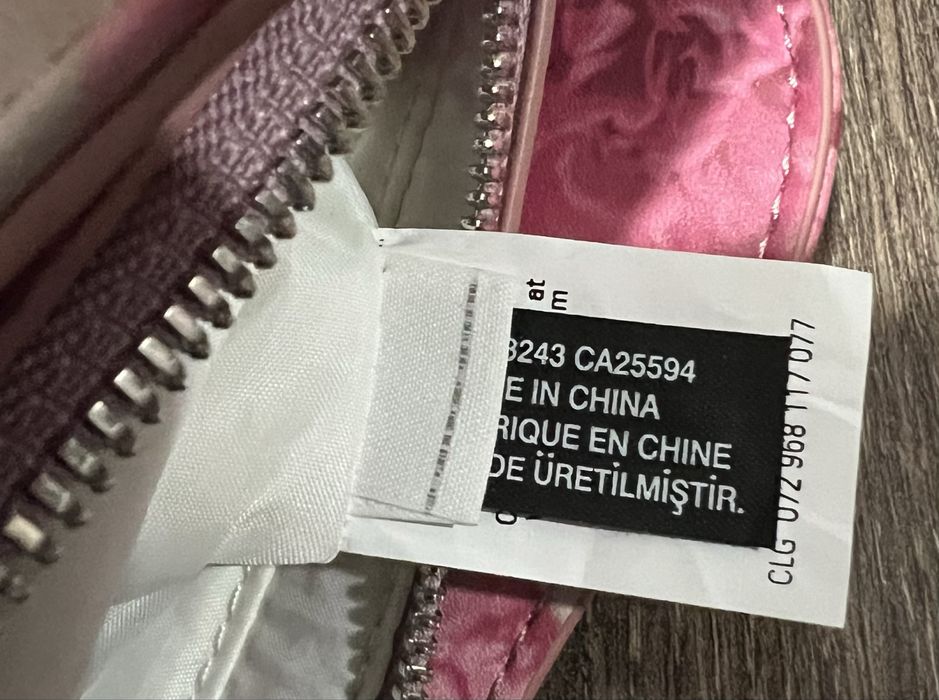 at
m
3243 CA25594
E IN CHINA
RIQUE EN CHINE
DE ÜRETİLMİŞTİR.
CLG 072 968 117 077